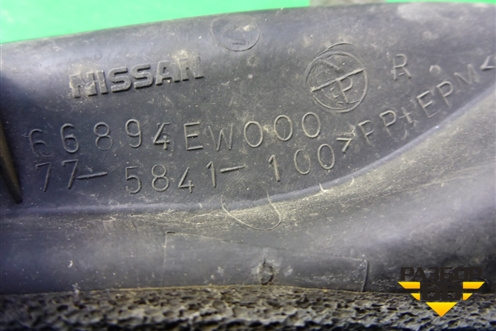 NISSAN
P R
66894EW000
77-5841-100 >PP+EPM<